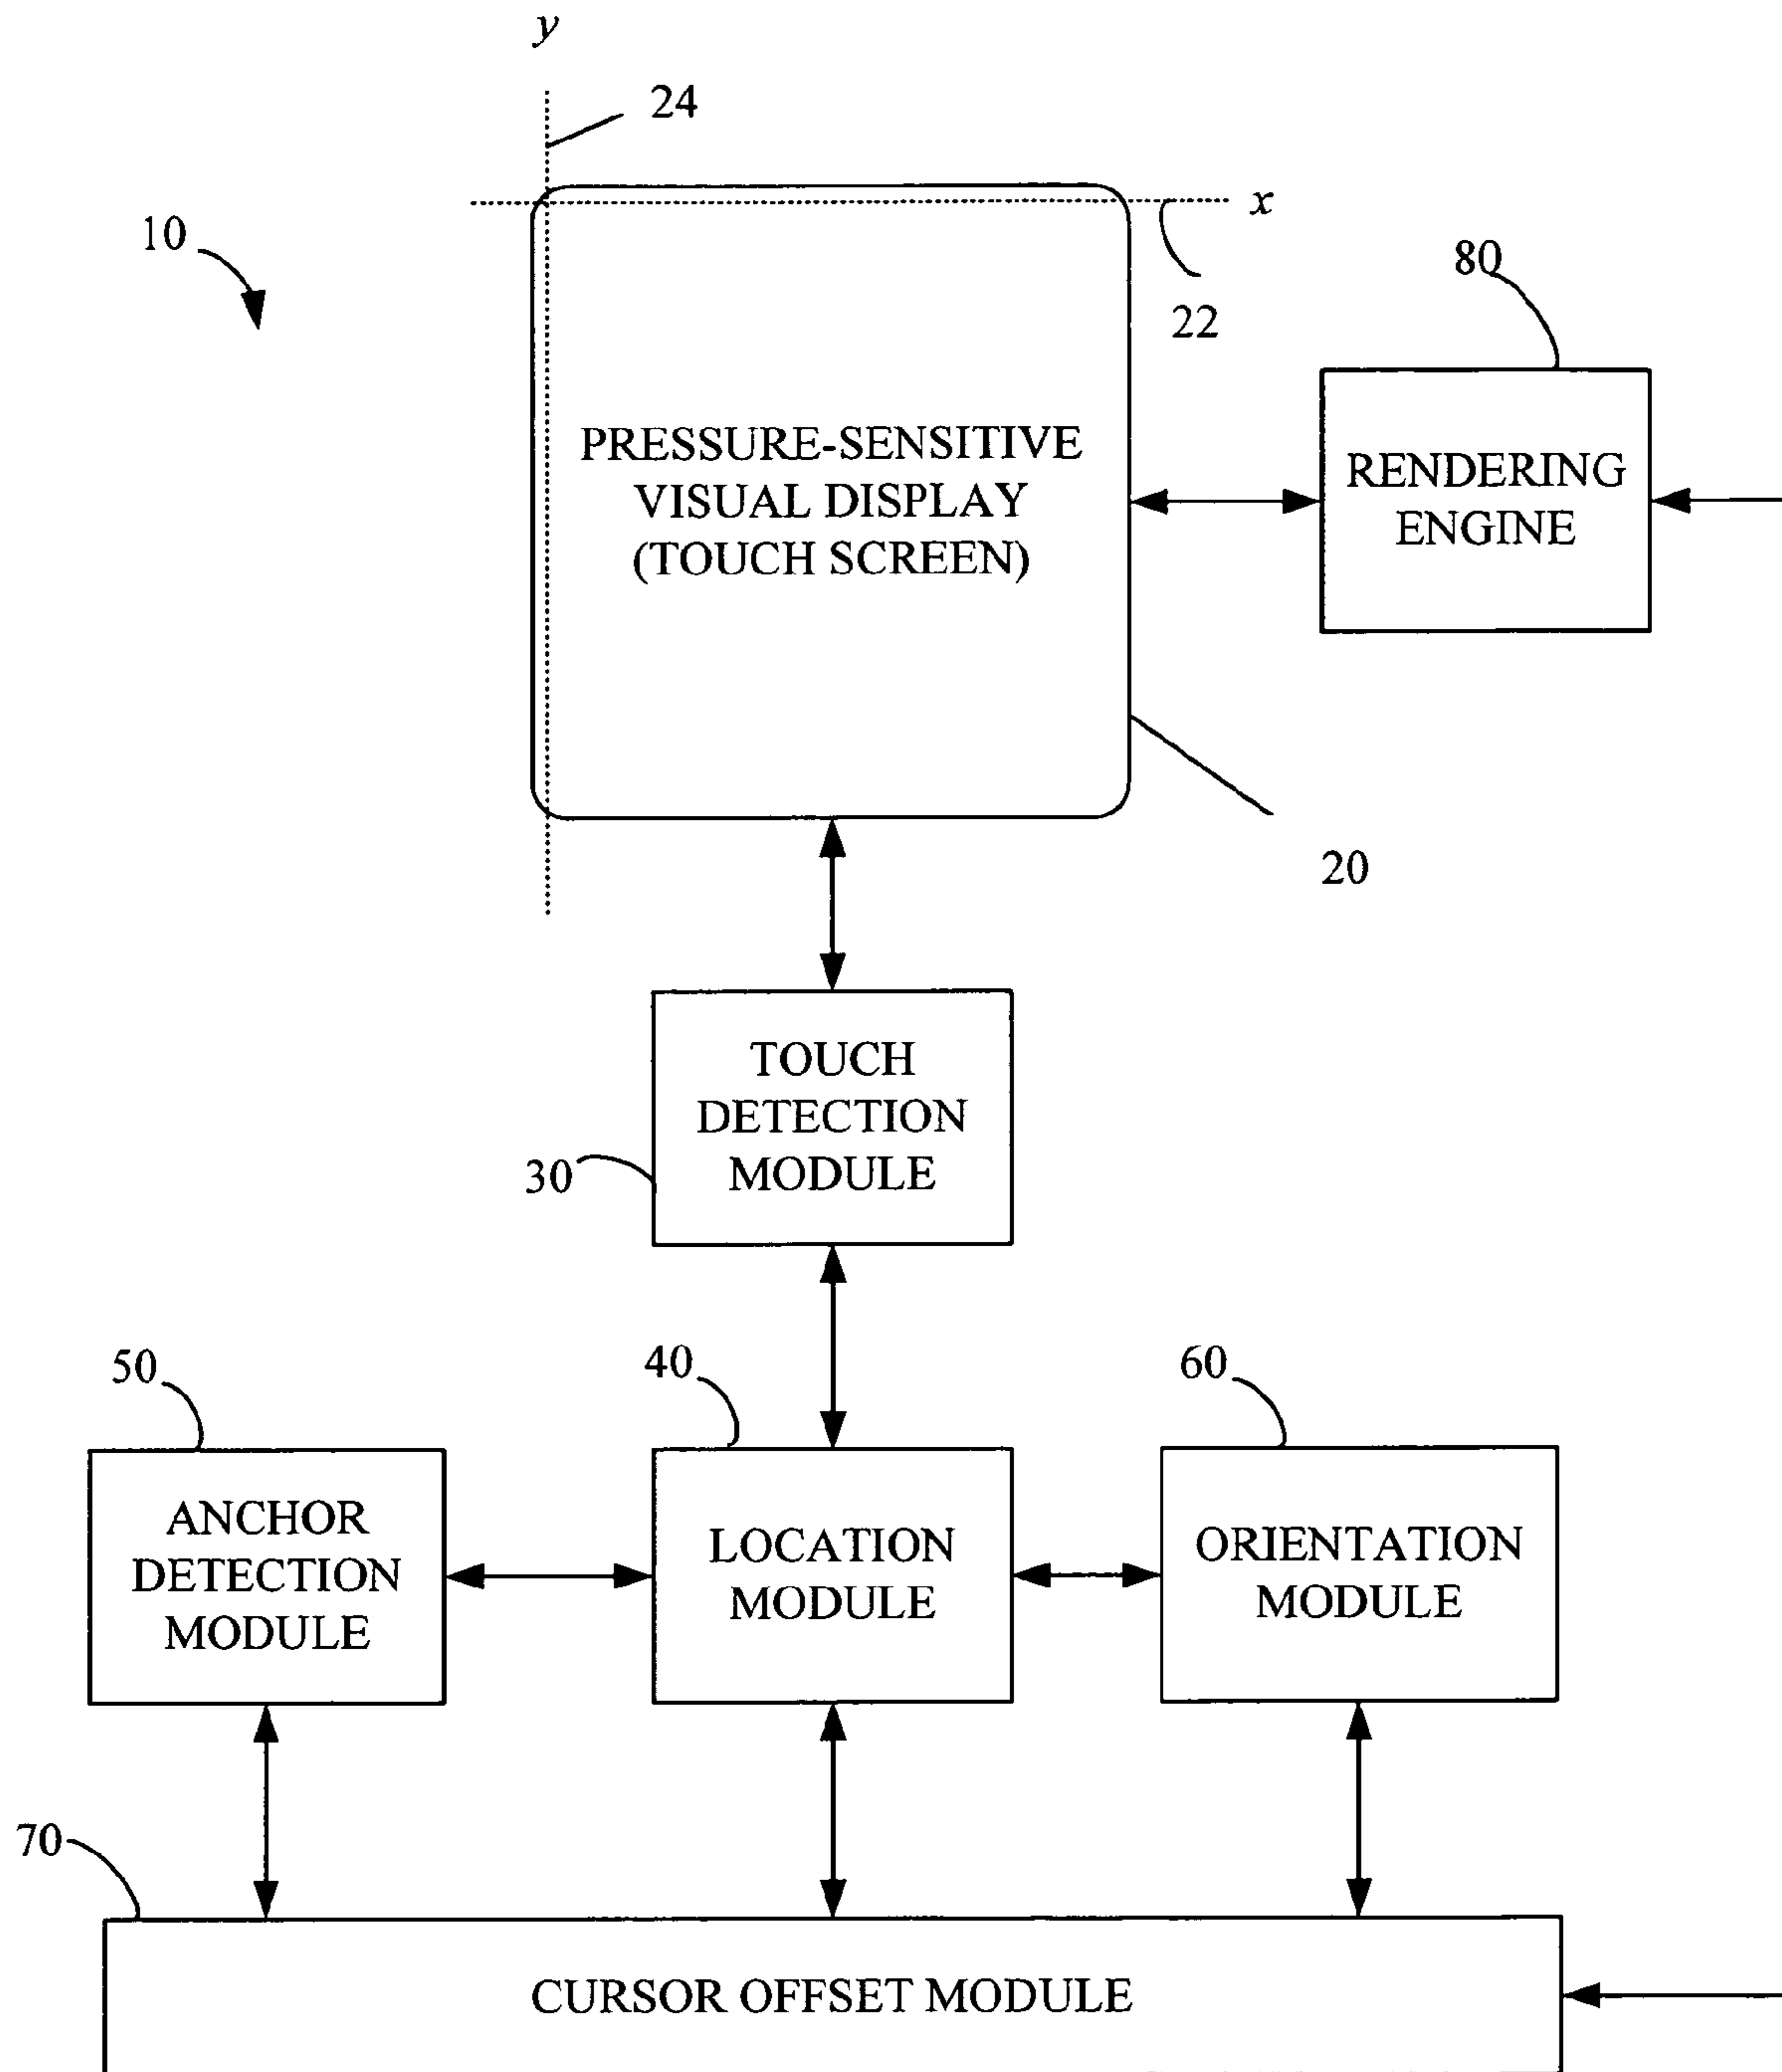 y
24
x
10
80
22
PRESSURE-SENSITIVE
VISUAL DISPLAY
(TOUCH SCREEN)
RENDERING
ENGINE
20
TOUCH
DETECTION
MODULE
30
50
40
60
ANCHOR
DETECTION
MODULE
LOCATION
MODULE
ORIENTATION
MODULE
70
CURSOR OFFSET MODULE